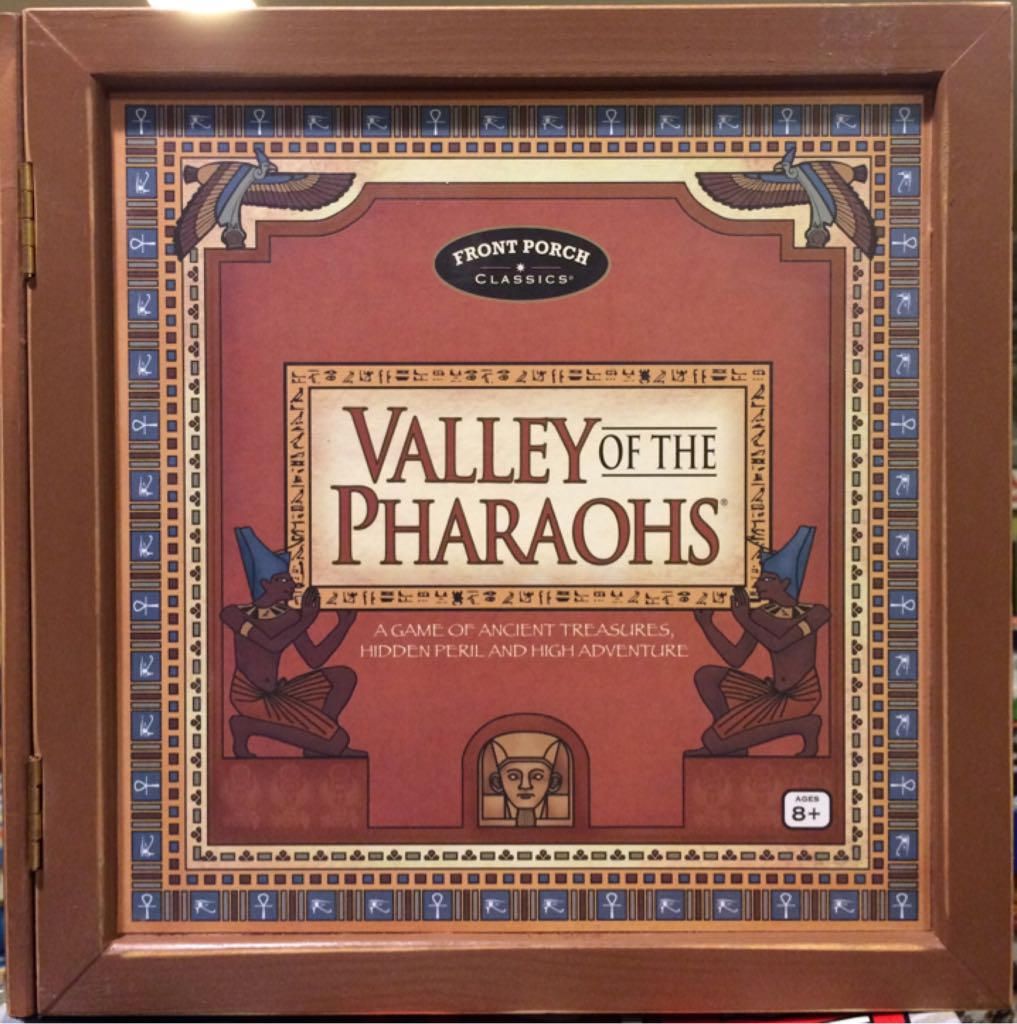 FRONT PORCH
CLASSICS®
VALLEY OF THE
PHARAOHS®
A GAME OF ANCIENT TREASURES,
HIDDEN PERIL AND HIGH ADVENTURE
AGES
8+